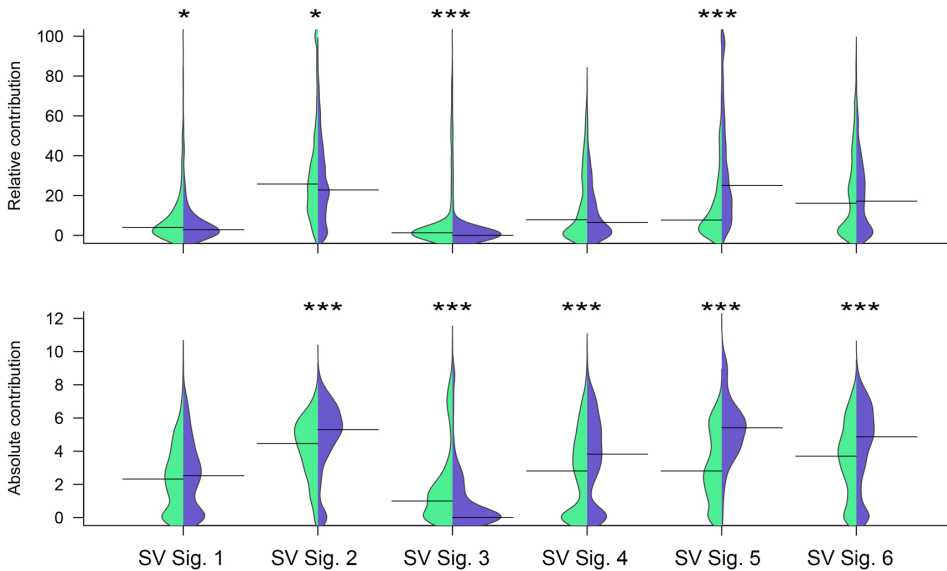 * * *** ***
Relative contribution
100
80
60
40
20
0
*** *** *** *** ***
Absolute contribution
12
10
8
6
4
2
0
SV Sig. 1 SV Sig. 2 SV Sig. 3 SV Sig. 4 SV Sig. 5 SV Sig. 6